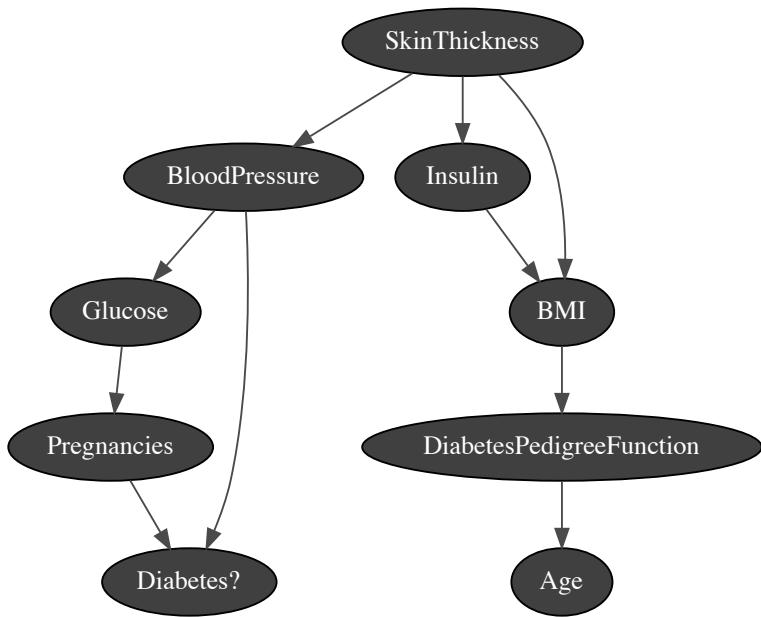 SkinThickness
BloodPressure
Insulin
Glucose
BMI
Pregnancies
DiabetesPedigreeFunction
Diabetes?
Age